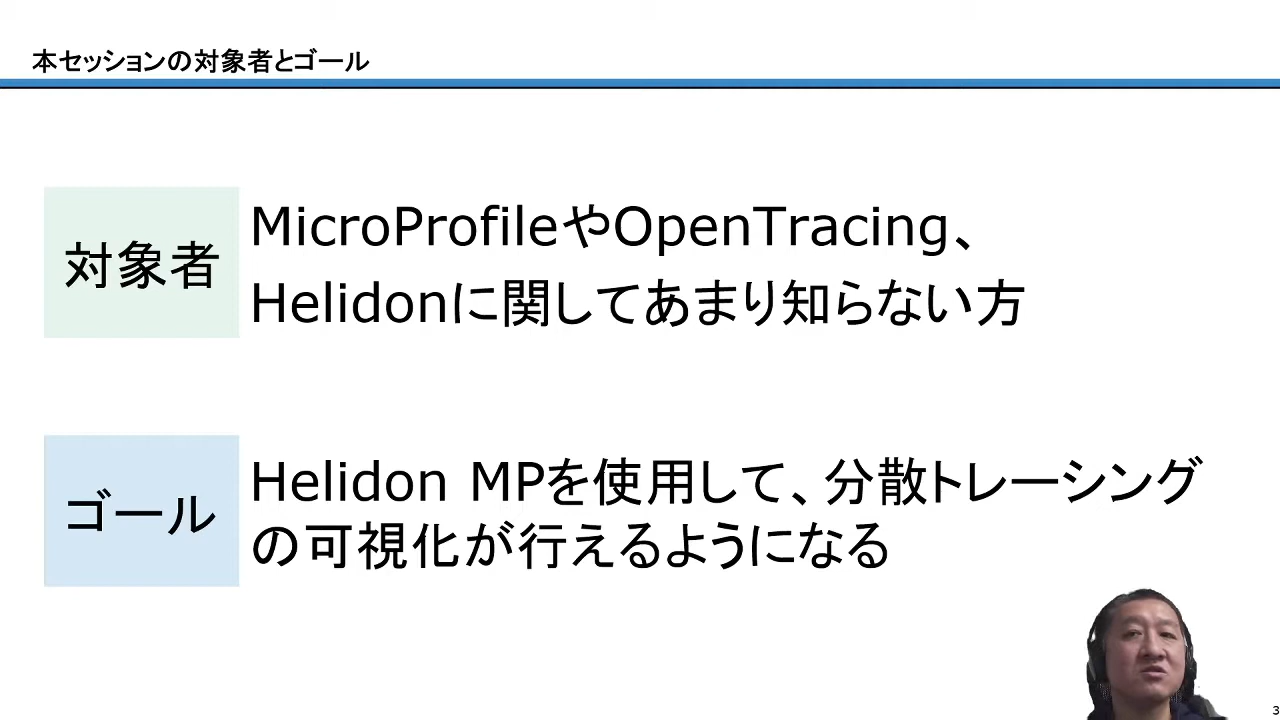 本セッションの対象者とゴール
対象者
MicroProfileやOpenTracing、
Helidonに関してあまり知らない方
ゴール
Helidon MPを使用して、分散トレーシング
の可視化が行えるようになる
3